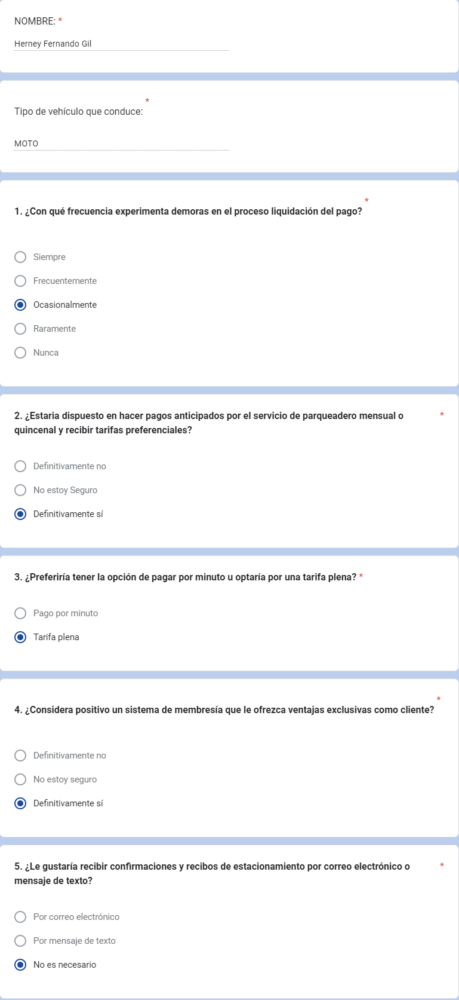 NOMBRE: *
Herney Fernando Gil
Tipo de vehículo que conduce: *
MOTO
1. ¿Con qué frecuencia experimenta demoras en el proceso liquidación del pago? *
Siempre
Frecuentemente
Ocasionalmente
Raramente
Nunca
2. ¿Estaria dispuesto en hacer pagos anticipados por el servicio de parqueadero mensual o *
quincenal y recibir tarifas preferenciales?
Definitivamente no
No estoy Seguro
Definitivamente sí
3. ¿Preferiría tener la opción de pagar por minuto u optaría por una tarifa plena? *
Pago por minuto
Tarifa plena
4. ¿Considera positivo un sistema de membresía que le ofrezca ventajas exclusivas como cliente? *
Definitivamente no
No estoy seguro
Definitivamente sí
5. ¿Le gustaría recibir confirmaciones y recibos de estacionamiento por correo electrónico o *
mensaje de texto?
Por correo electrónico
Por mensaje de texto
No es necesario